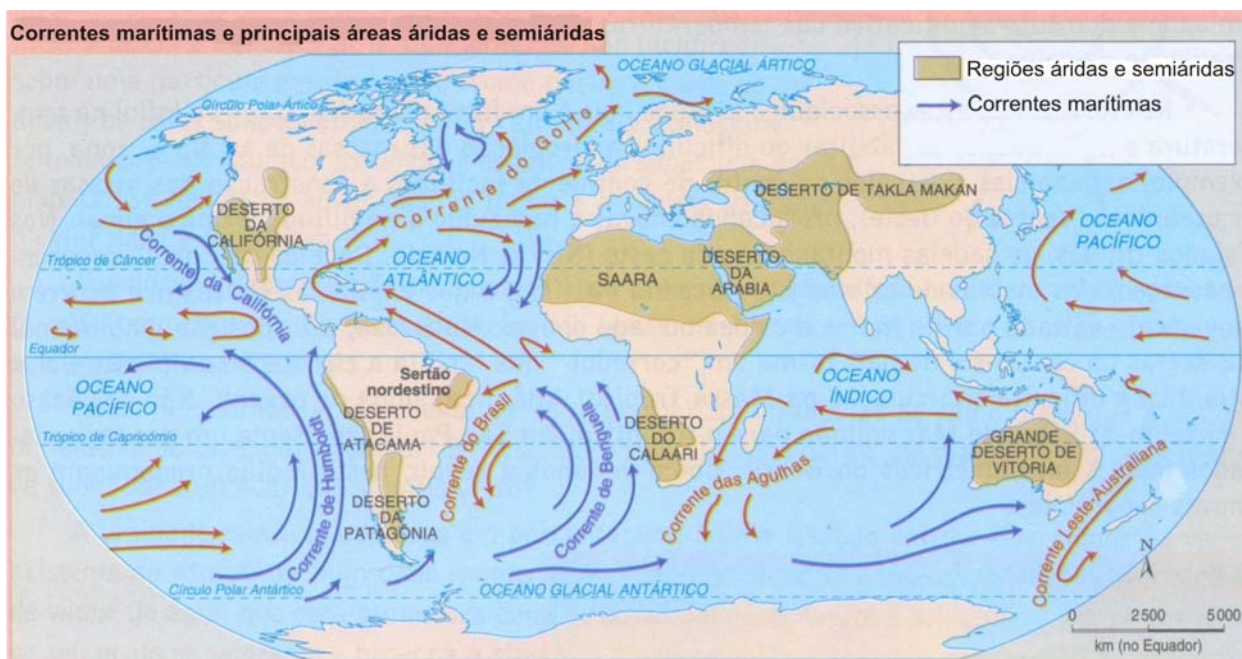 Correntes marítimas e principais áreas áridas e semiáridas
Regiões áridas e semiáridas
Correntes marítimas
OCEANO GLACIAL ÁRTICO
Círculo Polar Ártico
Corrente do Golfo
DESERTO
DA
CALIFÓRNIA
DESERTO DE TAKLA MAKAN
OCEANO
PACÍFICO
Corrente da Califórnia
Trópico de Câncer
OCEANO
ATLÂNTICO
SAARA
DESERTO
DA
ARÁBIA
Equador
OCEANO
PACÍFICO
Sertão
nordestino
OCEANO
ÍNDICO
Trópico de Capricórnio
DESERTO
DE
ATACAMA
DESERTO
DO
CALAARI
GRANDE
DESERTO DE
VITÓRIA
Corrente de Humboldt
Corrente do Brasil
Corrente de Benguela
Corrente das Agulhas
Corrente Leste-Australiana
DESERTO
DA
PATAGÔNIA
Círculo Polar Antártico
OCEANO GLACIAL ANTÁRTICO
N
0 2 500 5 000
km (no Equador)